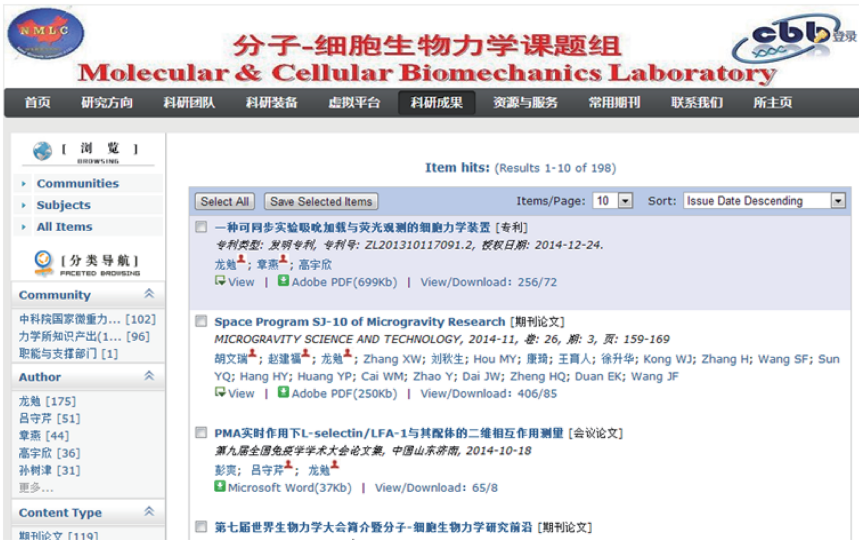 NMLC
分子-细胞生物力学课题组
cbb
登录
Molecular & Cellular Biomechanics Laboratory
首页 研究方向 科研团队 科研装备 虚拟平台 科研成果 资源与服务 常用期刊 联系我们 所主页
[ 浏 览 ]
BROWSING
Communities
Subjects
All Items
[分类导航]
FACETED BROWSING
Community
中科院国家微重力... [102]
力学所知识产出(1... [96]
职能与支撑部门 [1]
Author
龙勉 [175]
吕守芹 [51]
章燕 [44]
高宇欣 [36]
孙树津 [31]
更多...
Content Type
期刊论文 [119]
Item hits: (Results 1-10 of 198)
Select All Save Selected Items Items/Page: 10 Sort: Issue Date Descending
一种可同步实验吸吮加载与荧光观测的细胞力学装置 [专利]
专利类型: 发明专利, 专利号: ZL201310117091.2, 授权日期: 2014-12-24.
龙勉; 章燕; 高宇欣
View | Adobe PDF(699Kb) | View/Download: 256/72
Space Program SJ-10 of Microgravity Research [期刊论文]
MICROGRAVITY SCIENCE AND TECHNOLOGY, 2014-11, 卷: 26, 期: 3, 页: 159-169
胡文瑞; 赵建福; 龙勉; Zhang XW; 刘秋生; Hou MY; 康琦; 王育人; 徐升华; Kong WJ; Zhang H; Wang SF; Sun
YQ; Hang HY; Huang YP; Cai WM; Zhao Y; Dai JW; Zheng HQ; Duan EK; Wang JF
View | Adobe PDF(250Kb) | View/Download: 406/85
PMA实时作用下L-selectin/LFA-1与其配体的二维相互作用测量 [会议论文]
第九届全国免疫学学术大会论文集, 中国山东济南, 2014-10-18
彭爽; 吕守芹; 龙勉
Microsoft Word(37Kb) | View/Download: 65/8
第七届世界生物力学大会简介暨分子-细胞生物力学研究前沿 [期刊论文]